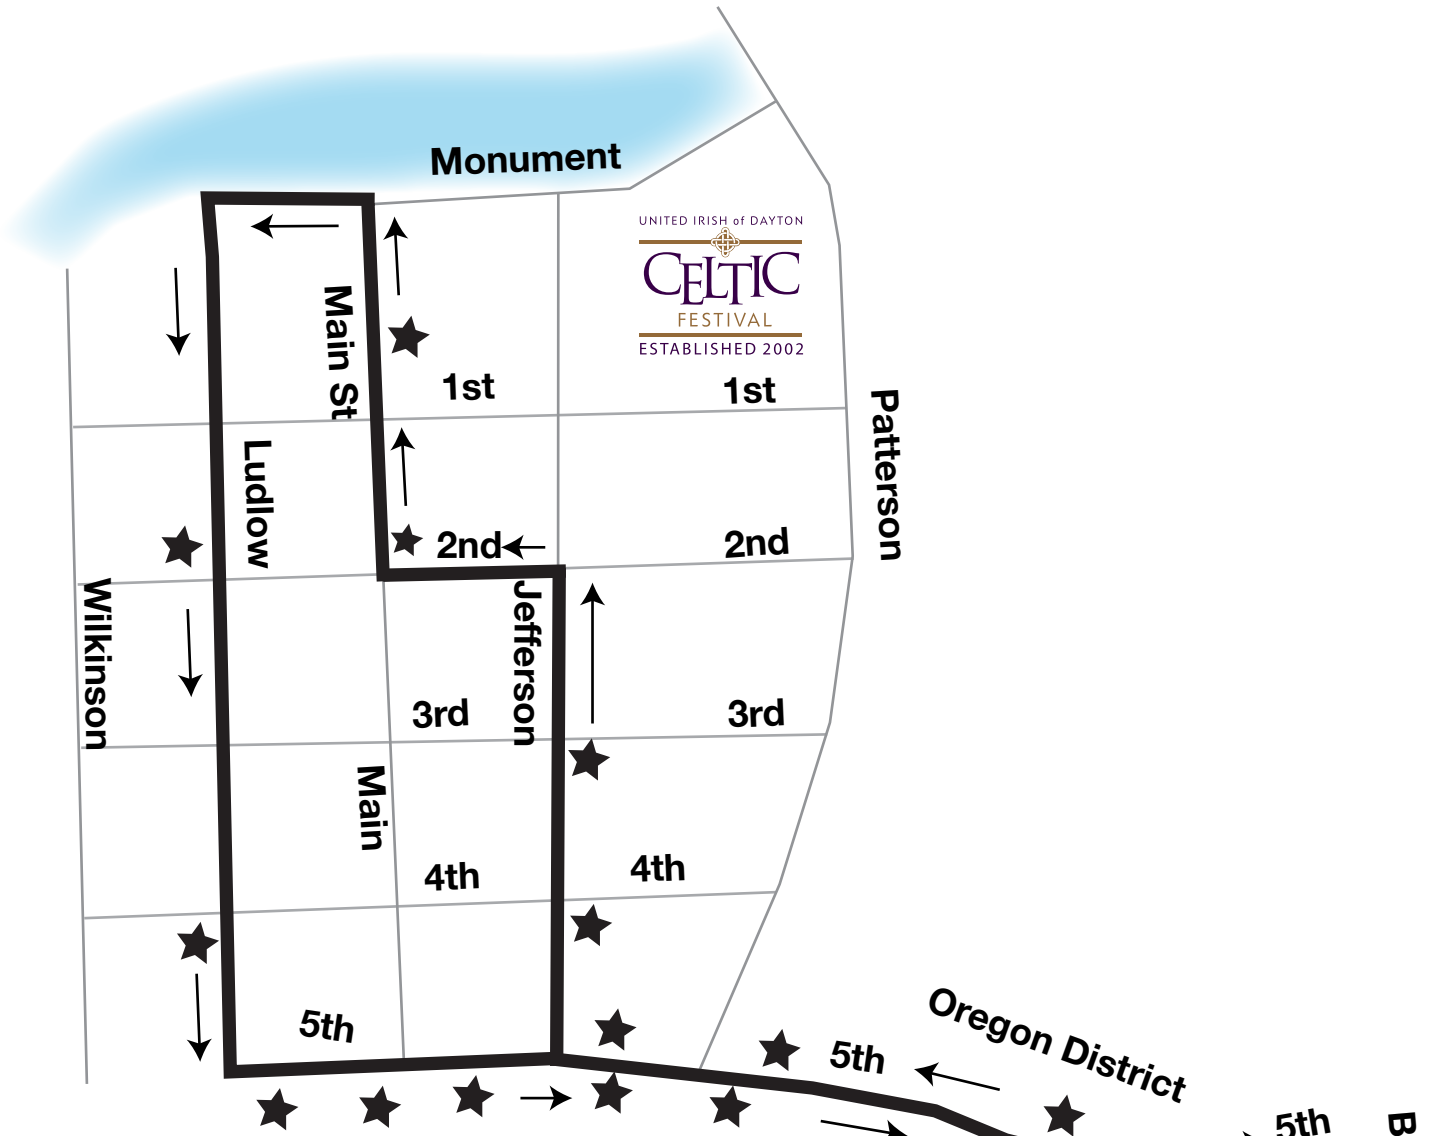 Monument
UNITED IRISH of DAYTON
CELTIC
FESTIVAL
ESTABLISHED 2002
Main St
1st
1st
Patterson
Ludlow
2nd
2nd
Wilkinson
Jefferson
3rd
3rd
Main
4th
4th
Oregon District
5th
5th
5th
B